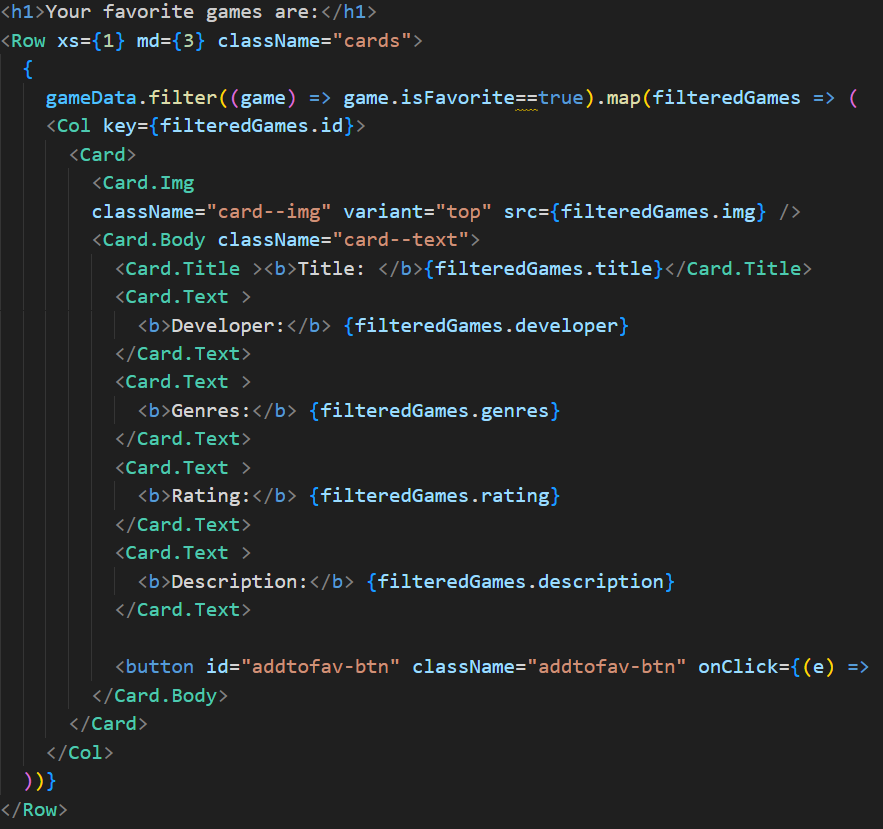 <h1>Your favorite games are:</h1>
<Row xs={1} md={3} className="cards">
  {
    gameData.filter((game) => game.isFavorite==true).map(filteredGames => (
    <Col key={filteredGames.id}>
      <Card>
        <Card.Img
        className="card--img" variant="top" src={filteredGames.img} />
        <Card.Body className="card--text">
          <Card.Title ><b>Title: </b>{filteredGames.title}</Card.Title>
          <Card.Text >
            <b>Developer:</b> {filteredGames.developer}
          </Card.Text>
          <Card.Text >
            <b>Genres:</b> {filteredGames.genres}
          </Card.Text>
          <Card.Text >
            <b>Rating:</b> {filteredGames.rating}
          </Card.Text>
          <Card.Text >
            <b>Description:</b> {filteredGames.description}
          </Card.Text>

          <button id="addtofav-btn" className="addtofav-btn" onClick={(e) =>
        </Card.Body>
      </Card>
    </Col>
  ))}
</Row>